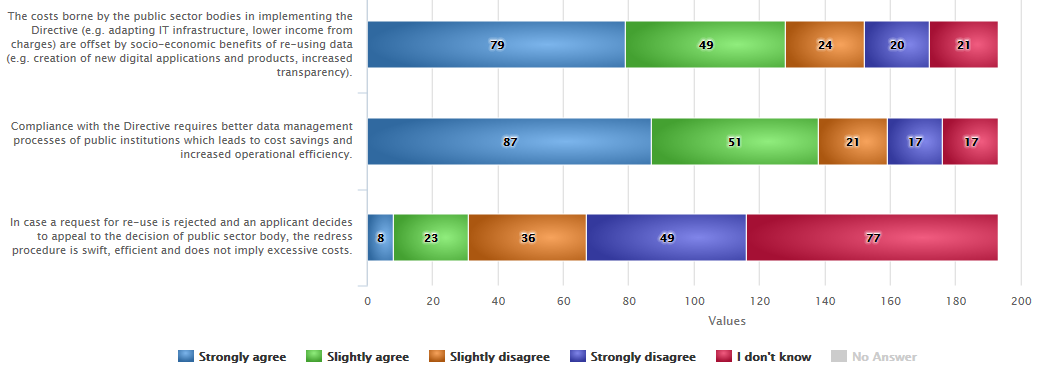 The costs borne by the public sector bodies in implementing the
Directive (e.g. adapting IT infrastructure, lower income from
charges) are offset by socio-economic benefits of re-using data
(e.g. creation of new digital applications and products, increased
transparency).
79 49 24 20 21
Compliance with the Directive requires better data management
processes of public institutions which leads to cost savings and
increased operational efficiency.
87 51 21 17 17
In case a request for re-use is rejected and an applicant decides
to appeal to the decision of public sector body, the redress
procedure is swift, efficient and does not imply excessive costs.
8 23 36 49 77
0 20 40 60 80 100 120 140 160 180 200
Values
Strongly agree Slightly agree Slightly disagree Strongly disagree I don't know No Answer